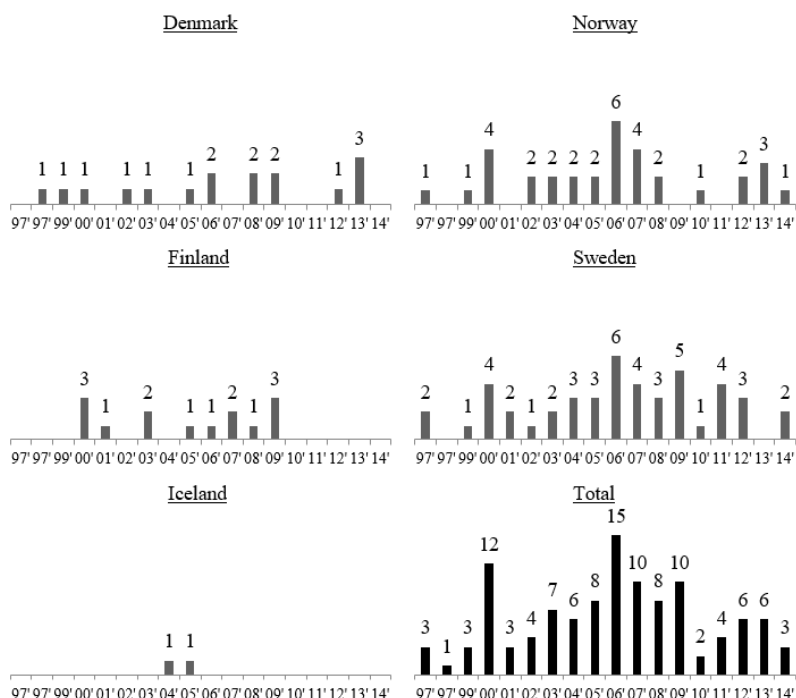 Denmark
1 1 1 1 1 1 2 2 2 1 3
97' 97' 99' 00' 01' 02' 03' 04' 05' 06' 07' 08' 09' 10' 11' 12' 13' 14'
Norway
1 1 4 2 2 2 2 6 4 2 1 2 3 1
97' 97' 99' 00' 01' 02' 03' 04' 05' 06' 07' 08' 09' 10' 11' 12' 13' 14'
Finland
3 1 2 1 1 2 1 3
97' 97' 99' 00' 01' 02' 03' 04' 05' 06' 07' 08' 09' 10' 11' 12' 13' 14'
Sweden
2 1 4 2 1 2 3 3 6 4 3 5 1 4 3 2
97' 97' 99' 00' 01' 02' 03' 04' 05' 06' 07' 08' 09' 10' 11' 12' 13' 14'
Iceland
1 1
97' 97' 99' 00' 01' 02' 03' 04' 05' 06' 07' 08' 09' 10' 11' 12' 13' 14'
Total
3 1 3 12 3 4 7 6 8 15 10 8 10 2 4 6 6 3
97' 97' 99' 00' 01' 02' 03' 04' 05' 06' 07' 08' 09' 10' 11' 12' 13' 14'